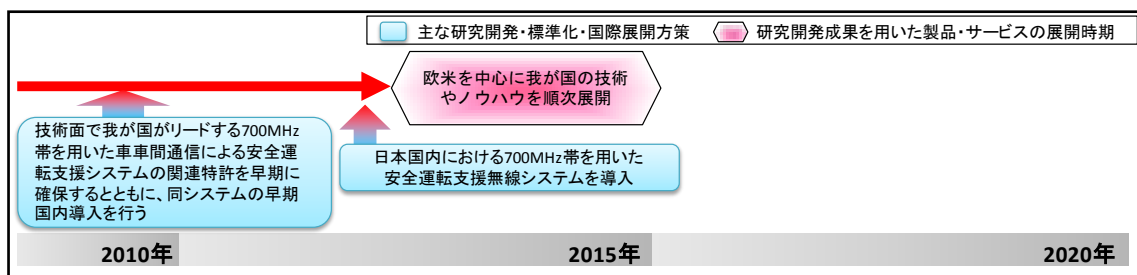 主な研究開発・標準化・国際展開方策
研究開発成果を用いた製品・サービスの展開時期
欧米を中心に我が国の技術
やノウハウを順次展開
技術面で我が国がリードする700MHz
帯を用いた車車間通信による安全運
転支援システムの関連特許を早期に
確保するとともに、同システムの早期
国内導入を行う
日本国内における700MHz帯を用いた
安全運転支援無線システムを導入
2010年
2015年
2020年